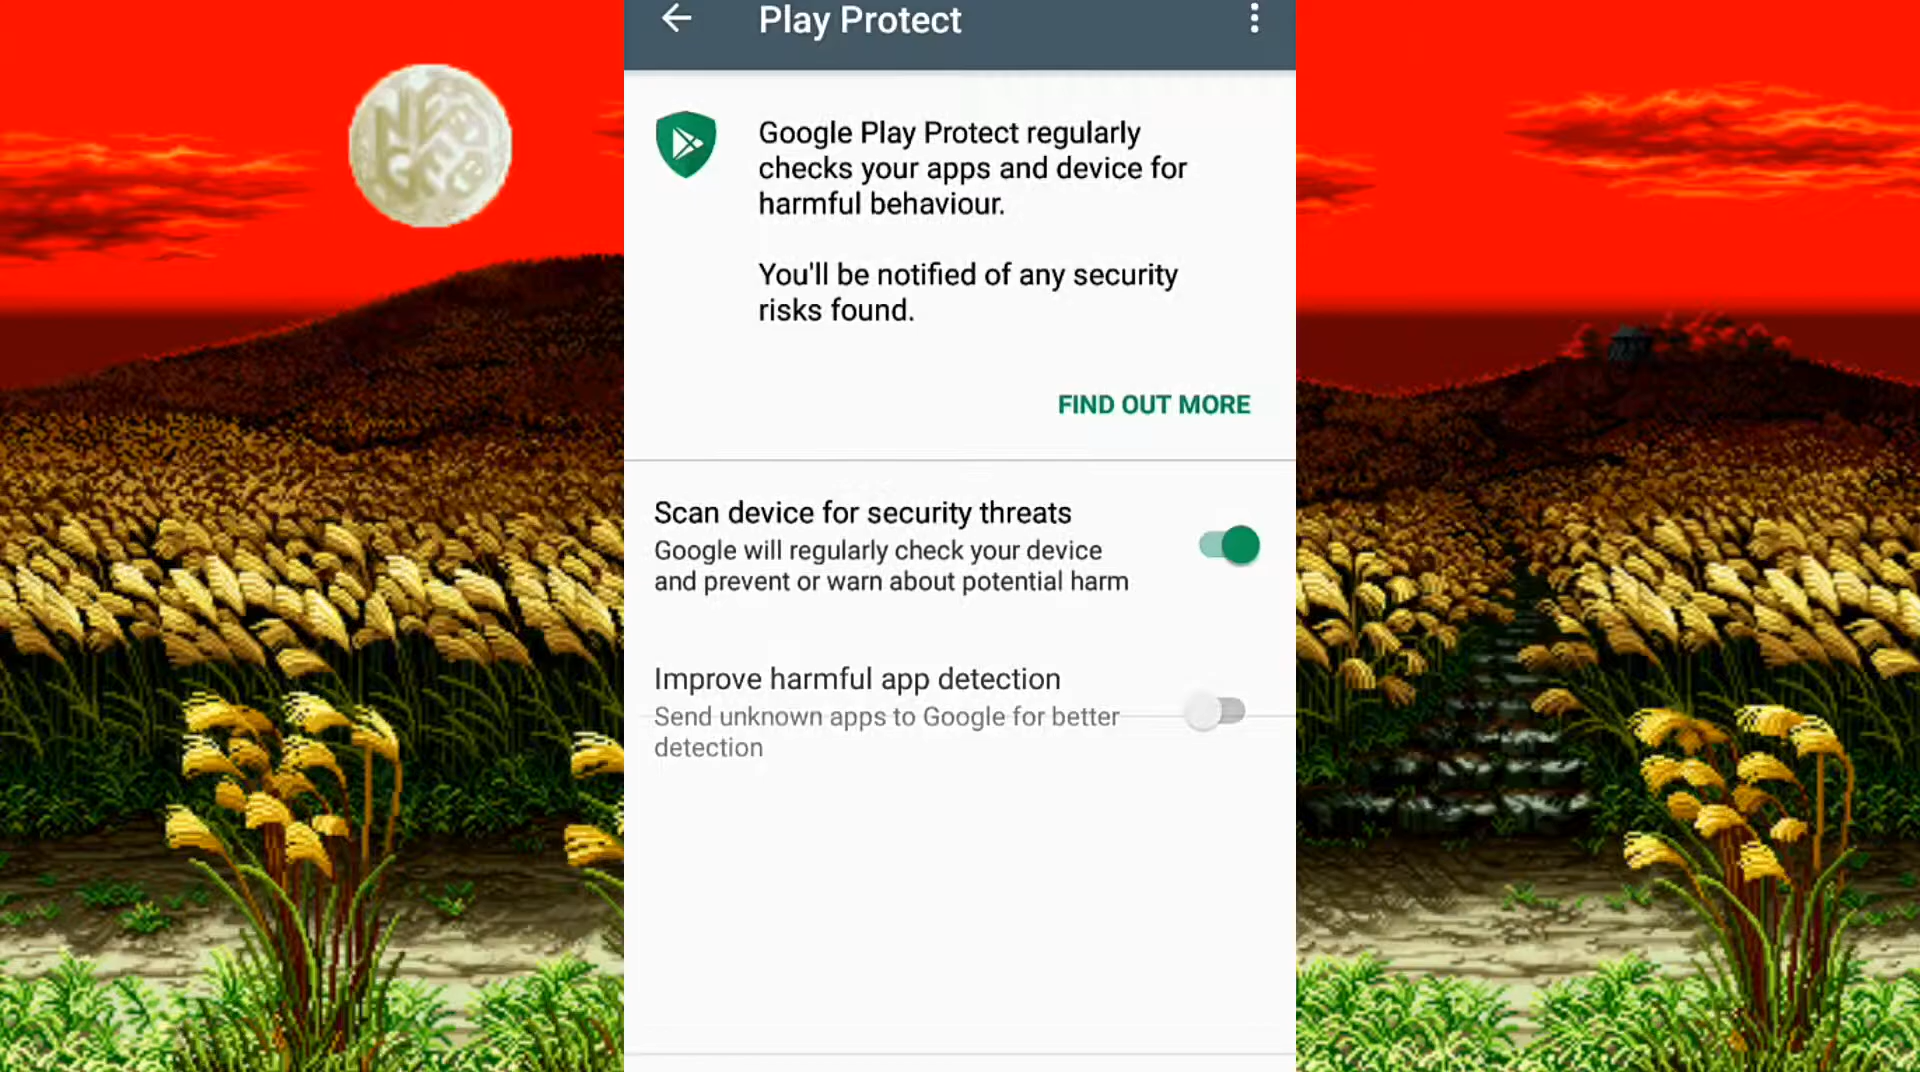 Play Protect
NEO
GEO
Google Play Protect regularly
checks your apps and device for
harmful behaviour.
You'll be notified of any security
risks found.
FIND OUT MORE
Scan device for security threats
Google will regularly check your device
and prevent or warn about potential harm
Improve harmful app detection
Send unknown apps to Google for better
detection